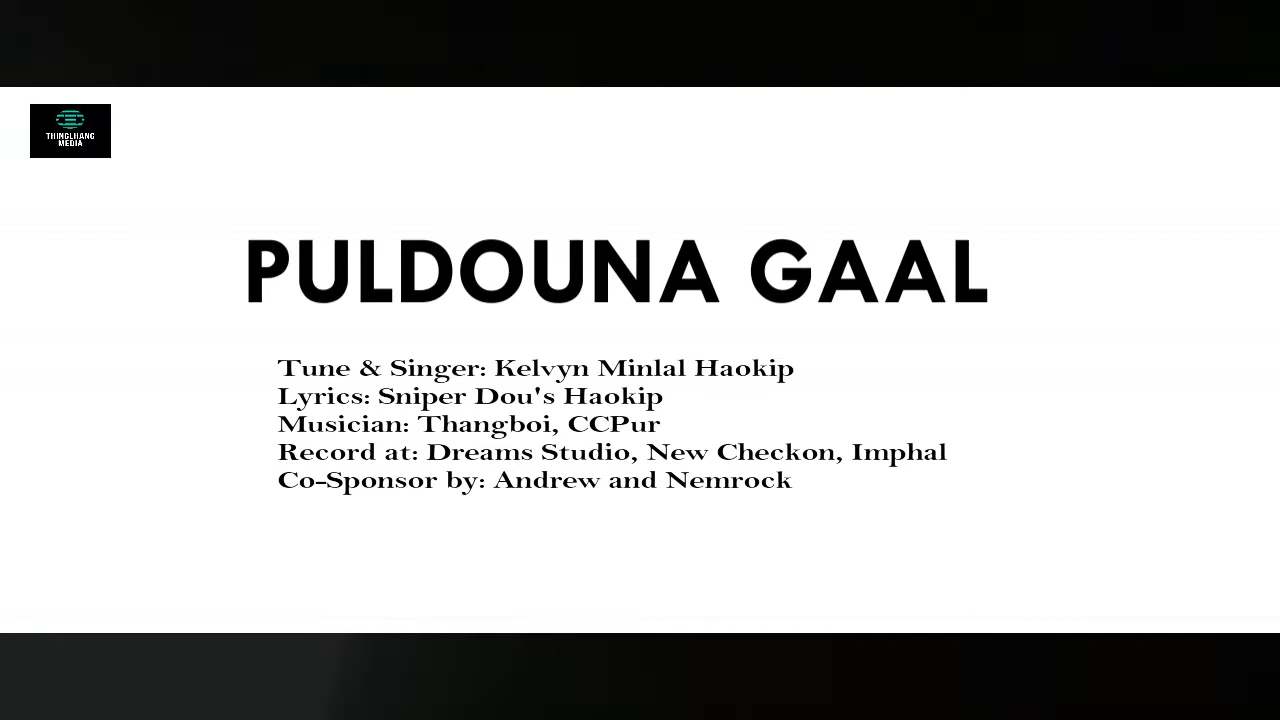 THINGLHANG
MEDIA
PULDOUNA GAAL
Tune & Singer: Kelvyn Minlal Haokip
Lyrics: Sniper Dou's Haokip
Musician: Thangboi, CCPur
Record at: Dreams Studio, New Checkon, Imphal
Co-Sponsor by: Andrew and Nemrock